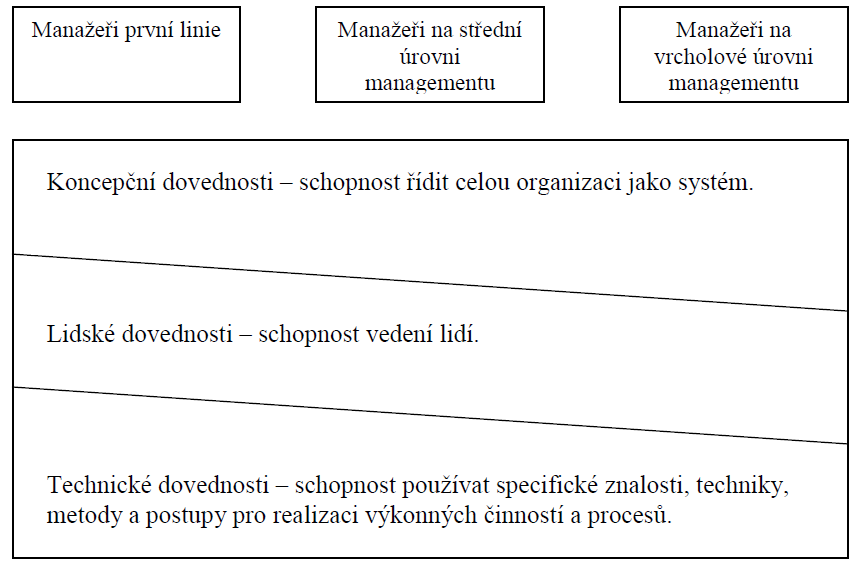 Manažeři první linie
Manažeři na střední
úrovni
managementu
Manažeři na
vrcholové úrovni
managementu
Koncepční dovednosti – schopnost řídit celou organizaci jako systém.
Lidské dovednosti – schopnost vedení lidí.
Technické dovednosti – schopnost používat specifické znalosti, techniky,
metody a postupy pro realizaci výkonných činností a procesů.